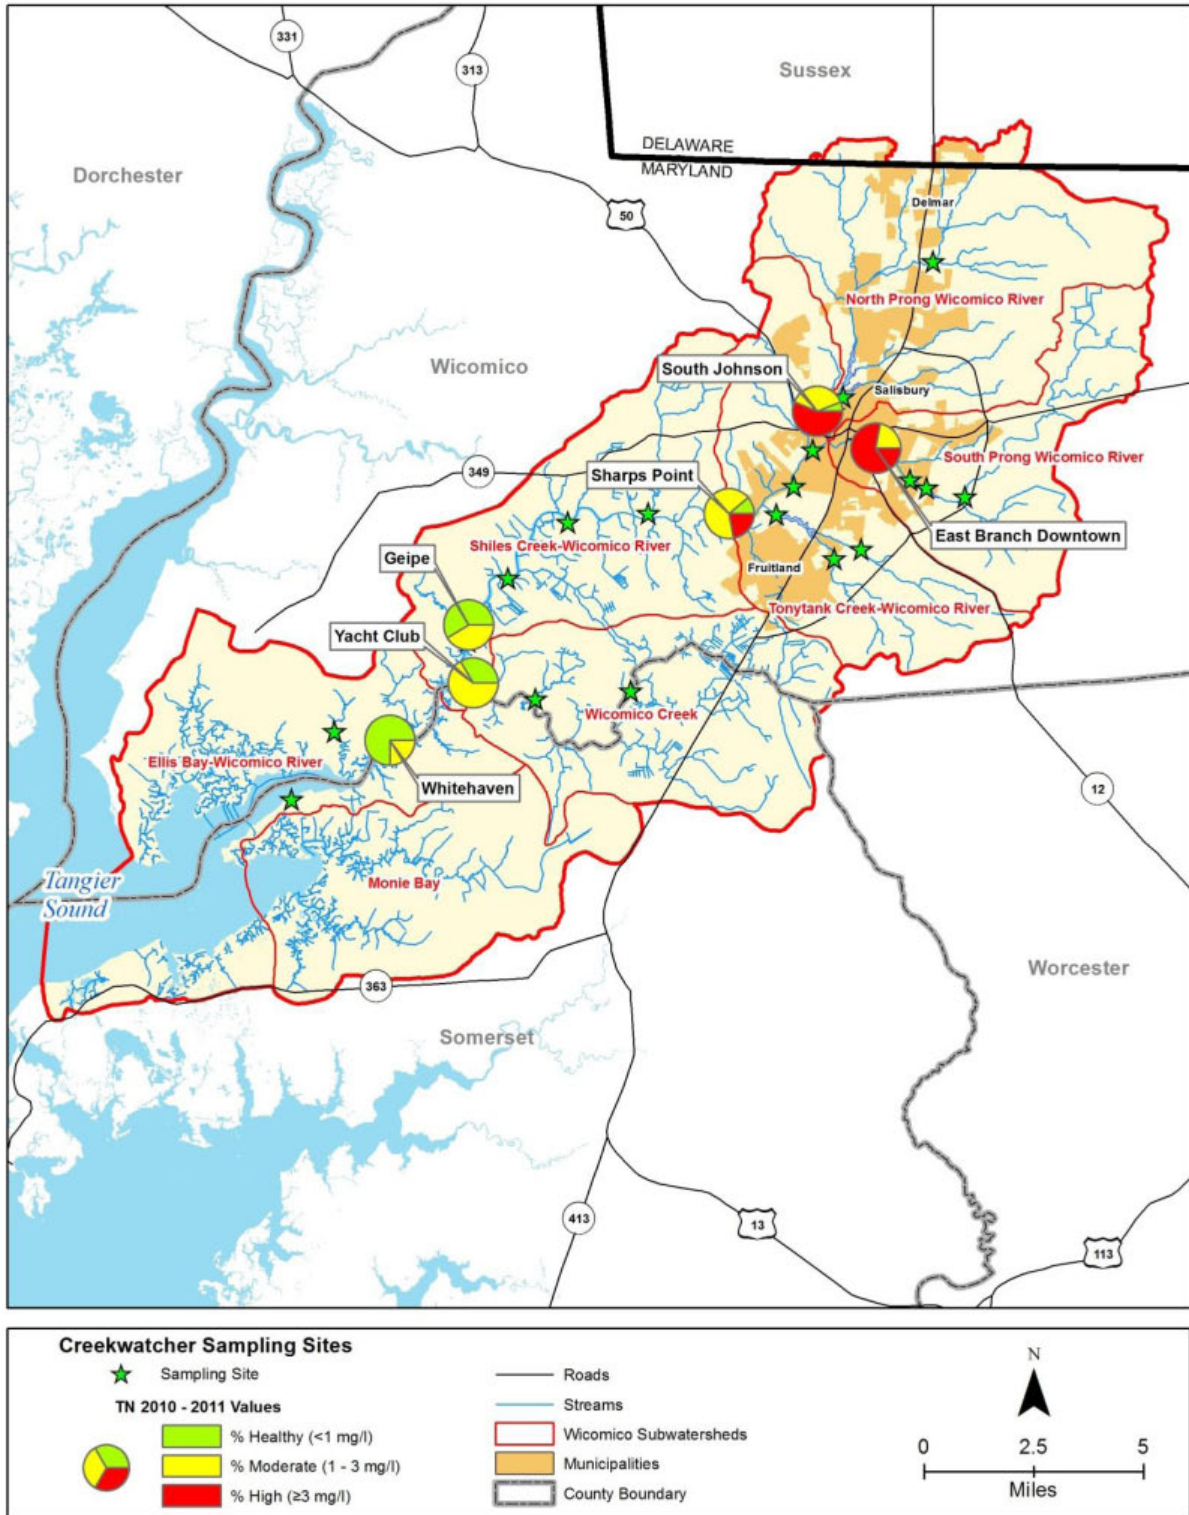 331
313
Sussex
DELAWARE
MARYLAND
Dorchester
50
Delmar
North Prong Wicomico River
Wicomico
South Johnson
Salisbury
349
Sharps Point
South Prong Wicomico River
East Branch Downtown
Shiles Creek-Wicomico River
Geipe
Fruitland
Tonytank Creek-Wicomico River
Yacht Club
Wicomico Creek
Ellis Bay-Wicomico River
Whitehaven
12
Monie Bay
Tangier
Sound
363
Worcester
Somerset
413
13
113
Creekwatcher Sampling Sites
Sampling Site
TN 2010 - 2011 Values
% Healthy (<1 mg/l)
% Moderate (1 - 3 mg/l)
% High (≥3 mg/l)
Roads
Streams
Wicomico Subwatersheds
Municipalities
County Boundary
N
0 2.5 5
Miles